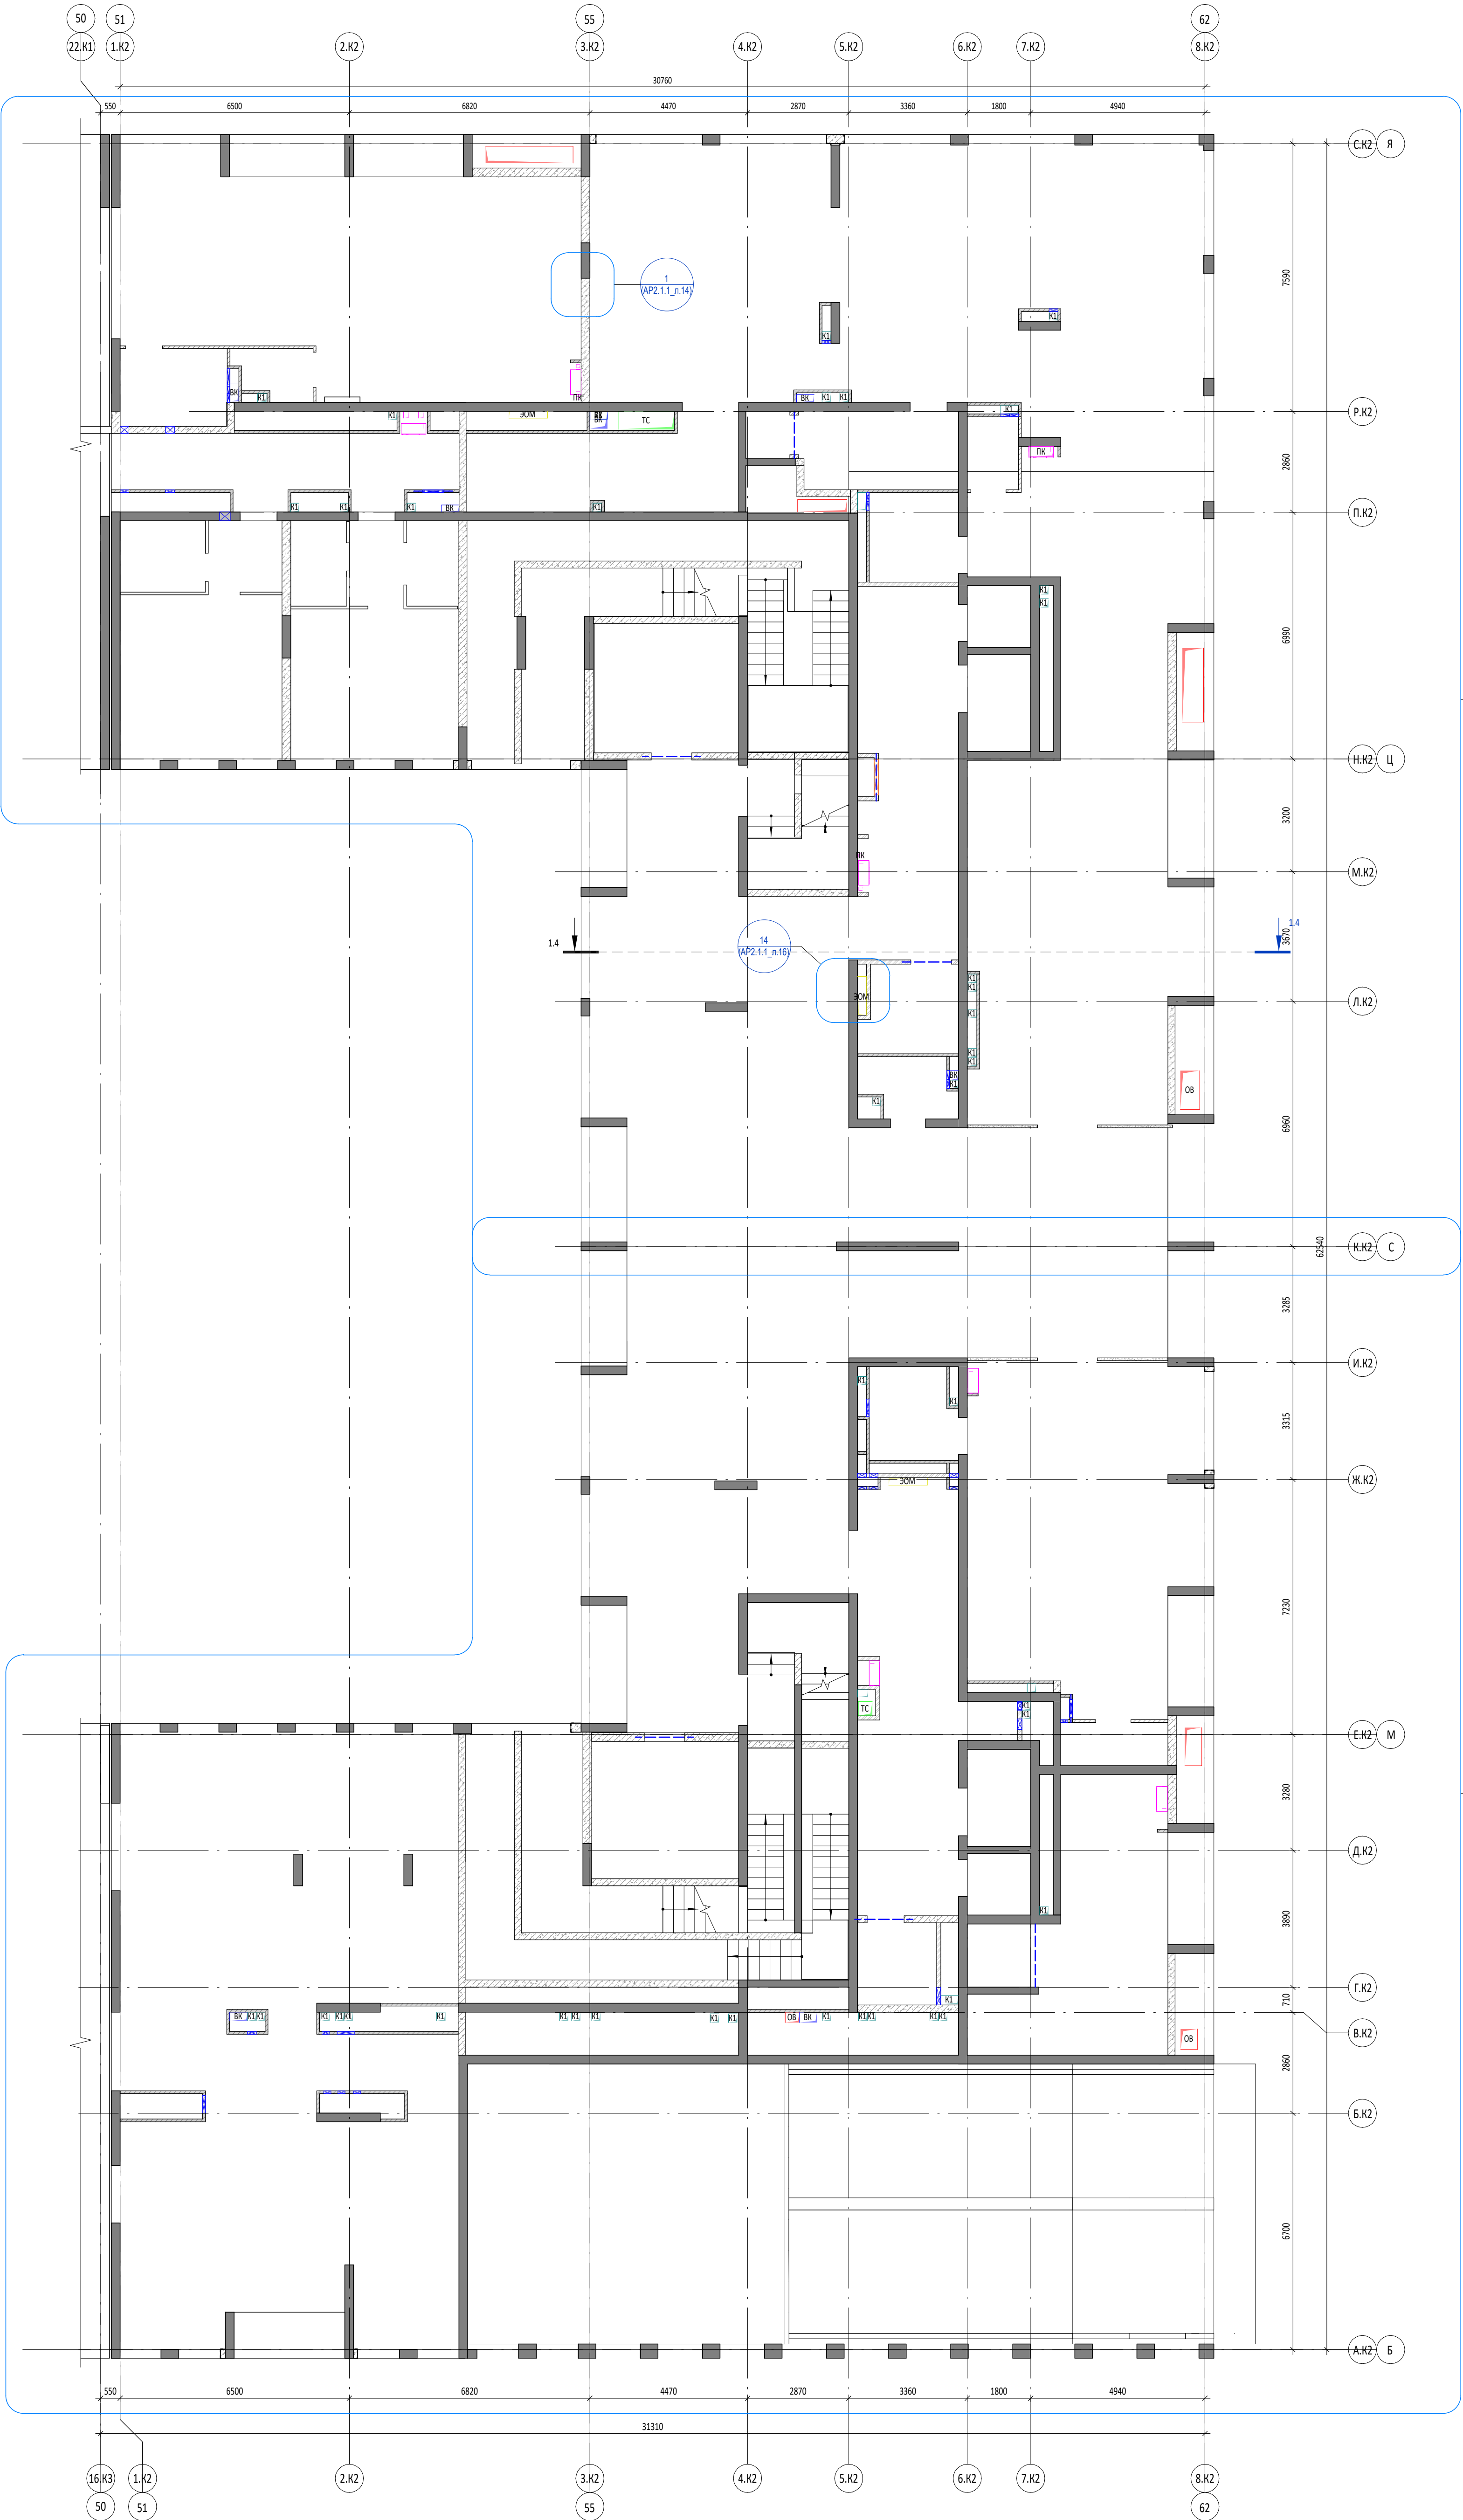 50 51 55 62
22.К1 1.К2 2.К2 3.К2 4.К2 5.К2 6.К2 7.К2 8.К2
30760
550 6500 6820 4470 2870 3360 1800 4940
С.К2 Я
7590
1
(АР2.1.1_л.14)
К1
К1
ВК К1 ПК ВК К1 К1
К1 ЭОМ ВК ТС К1 Р.К2
ПК
2860
К1 К1 К1 ВК К1
П.К2
К1
К1
6990
Н.К2 Ц
3200
ПК
М.К2
1.4 1.4
3670
14
(АР2.1.1_л.16)
К1
К1
ЭОМ Л.К2
К1
К1
К1
ВК
К1
ОВ
К1
6960
К.К2 С
62540
3285
И.К2
К1
К1
3315
ЭОМ Ж.К2
7230
К1
ТС
К1
Е.К2 М
3280
Д.К2
К1
3890
Г.К2
К1
710
ВК К1 К1 К1 К1 К1 К1 К1 К1 К1 К1 К1 ОВ ВК К1 К1 К1 К1 К1
В.К2
ОВ
2860
Б.К2
6700
А.К2 Б
550 6500 6820 4470 2870 3360 1800 4940
31310
16.К3 1.К2 2.К2 3.К2 4.К2 5.К2 6.К2 7.К2 8.К2
50 51 55 62